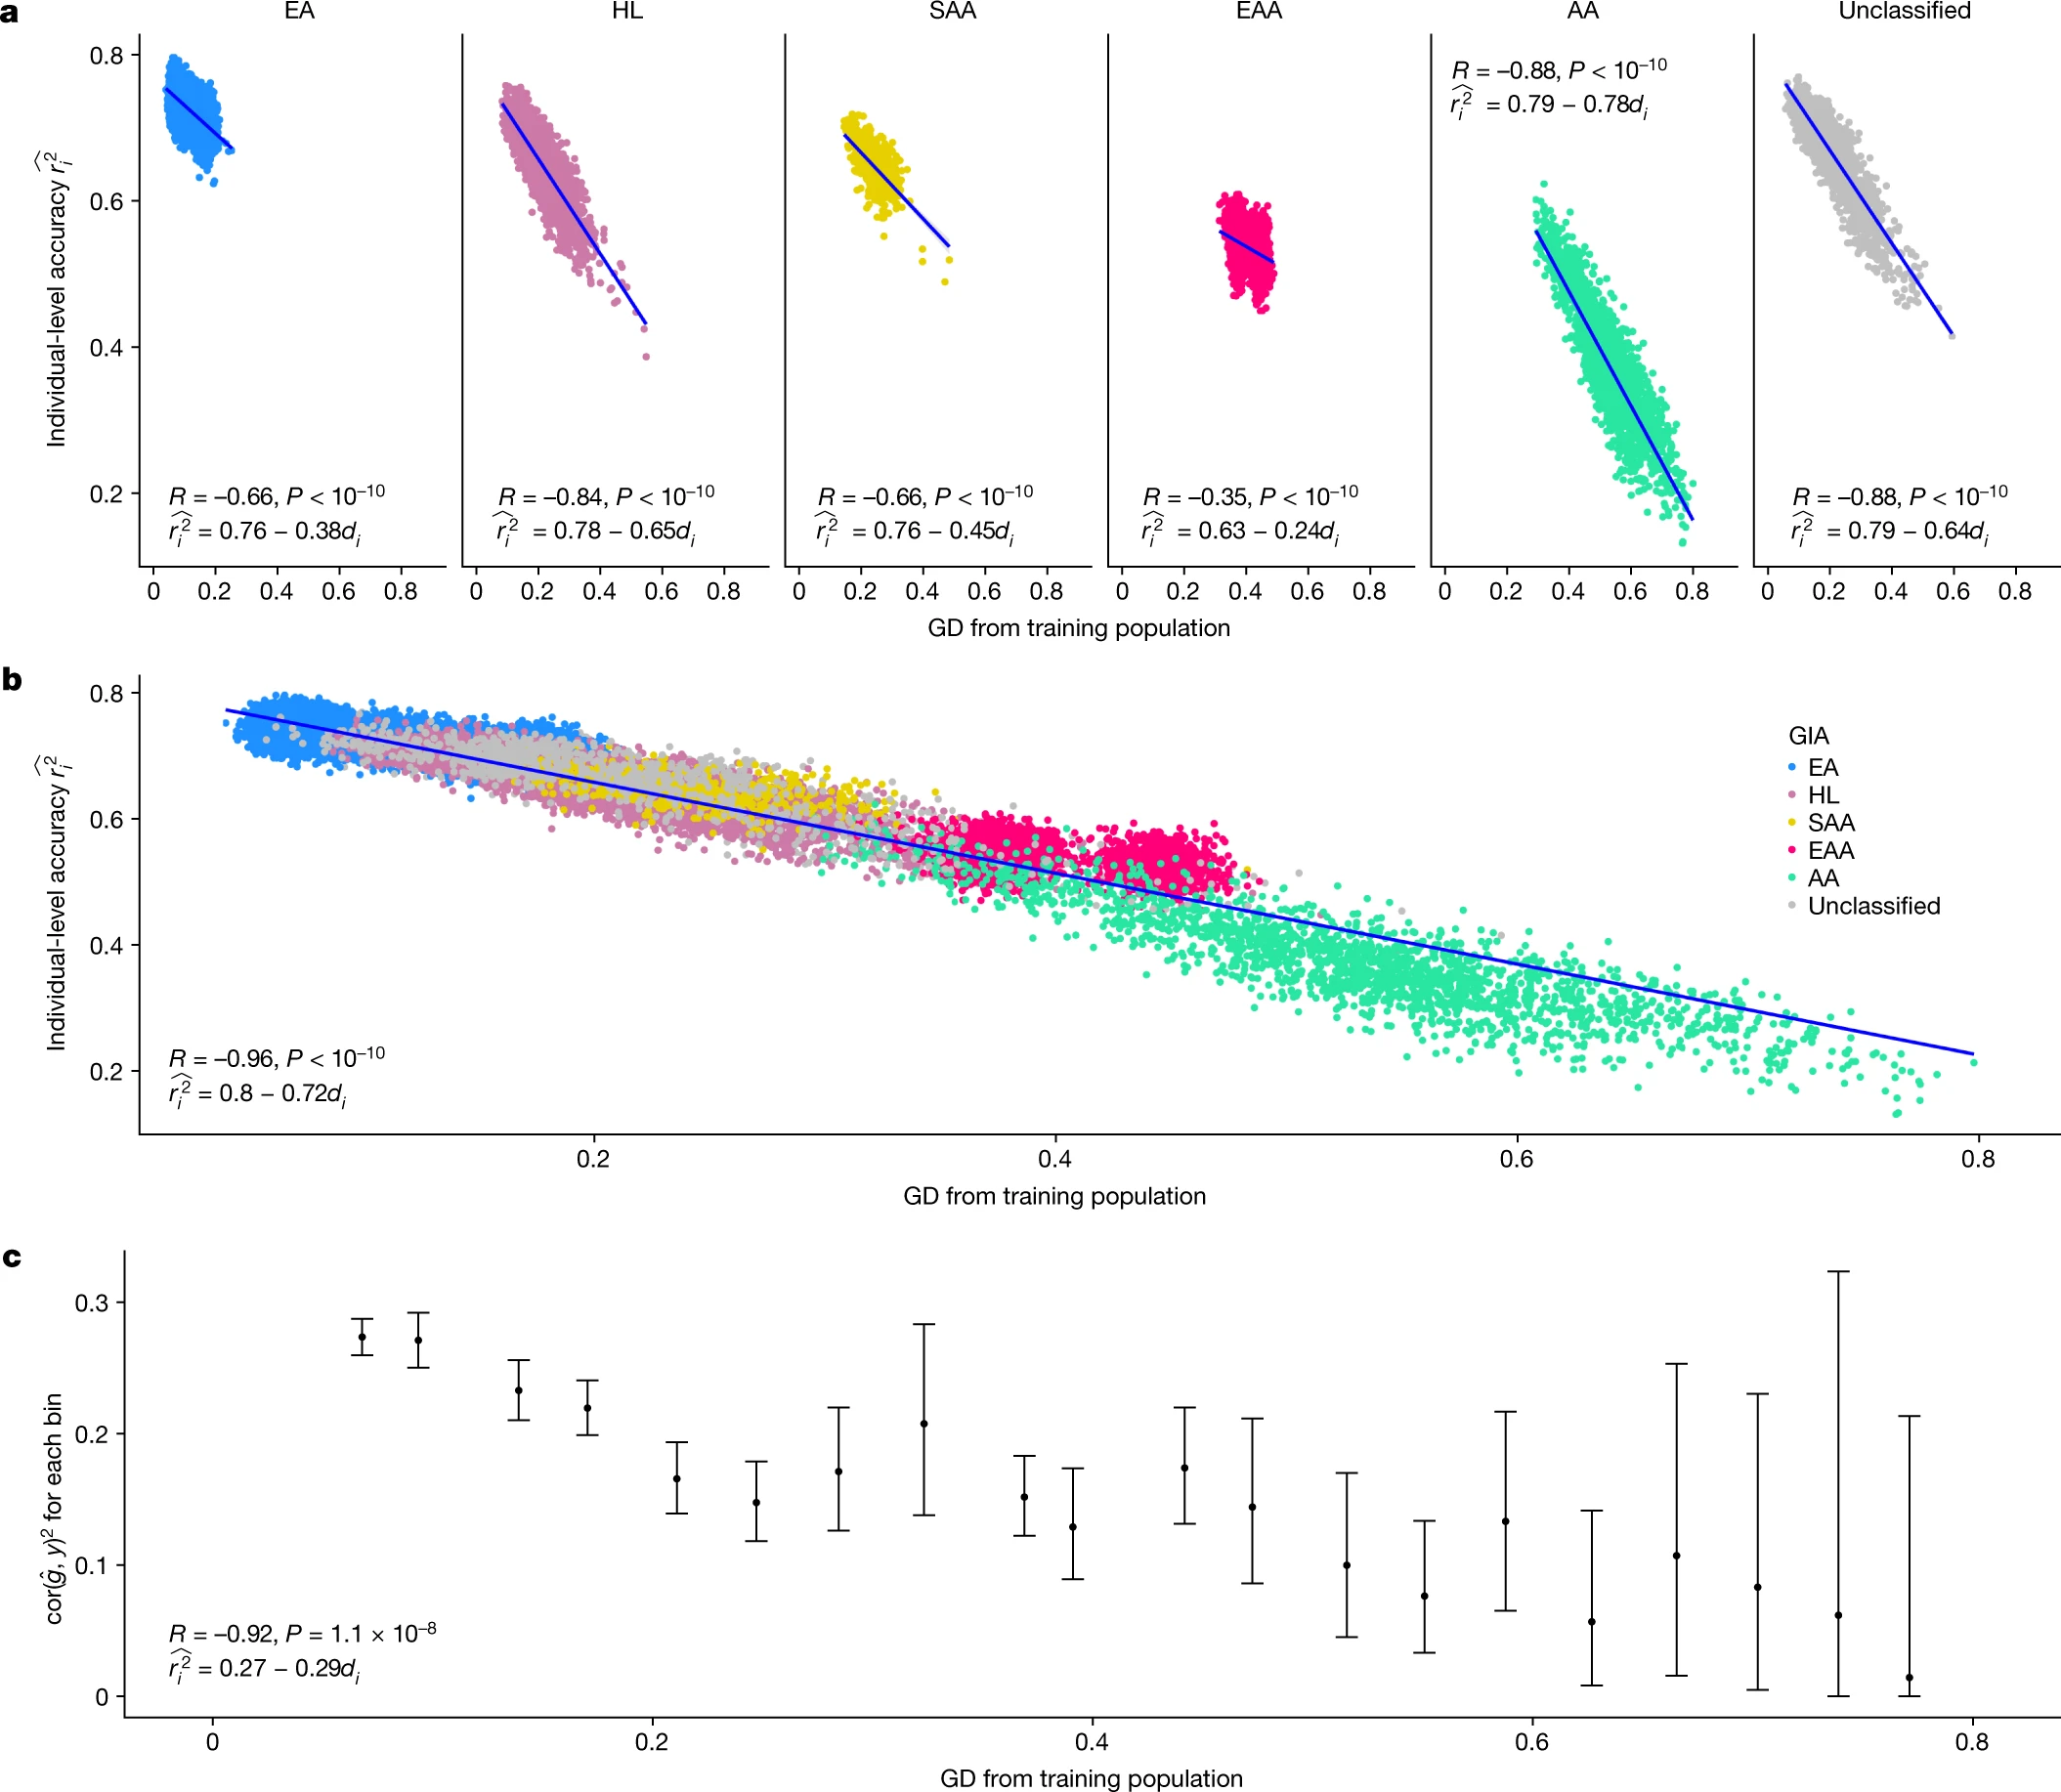 a
EA HL SAA EAA AA Unclassified
R = –0.88, P < 10⁻¹⁰
r̂ᵢ² = 0.79 – 0.78dᵢ
0.8
0.6
0.4
0.2
Individual-level accuracy r̂ᵢ²
R = –0.66, P < 10⁻¹⁰
r̂ᵢ² = 0.76 – 0.38dᵢ
R = –0.84, P < 10⁻¹⁰
r̂ᵢ² = 0.78 – 0.65dᵢ
R = –0.66, P < 10⁻¹⁰
r̂ᵢ² = 0.76 – 0.45dᵢ
R = –0.35, P < 10⁻¹⁰
r̂ᵢ² = 0.63 – 0.24dᵢ
R = –0.88, P < 10⁻¹⁰
r̂ᵢ² = 0.79 – 0.64dᵢ
0 0.2 0.4 0.6 0.8 0 0.2 0.4 0.6 0.8 0 0.2 0.4 0.6 0.8 0 0.2 0.4 0.6 0.8 0 0.2 0.4 0.6 0.8 0 0.2 0.4 0.6 0.8
GD from training population
b
0.8
0.6
0.4
0.2
Individual-level accuracy r̂ᵢ²
GIA
EA
HL
SAA
EAA
AA
Unclassified
R = –0.96, P < 10⁻¹⁰
r̂ᵢ² = 0.8 – 0.72dᵢ
0.2 0.4 0.6 0.8
GD from training population
c
0.3
0.2
0.1
0
cor(ĝ, y)² for each bin
R = –0.92, P = 1.1 × 10⁻⁸
r̂ᵢ² = 0.27 – 0.29dᵢ
0 0.2 0.4 0.6 0.8
GD from training population